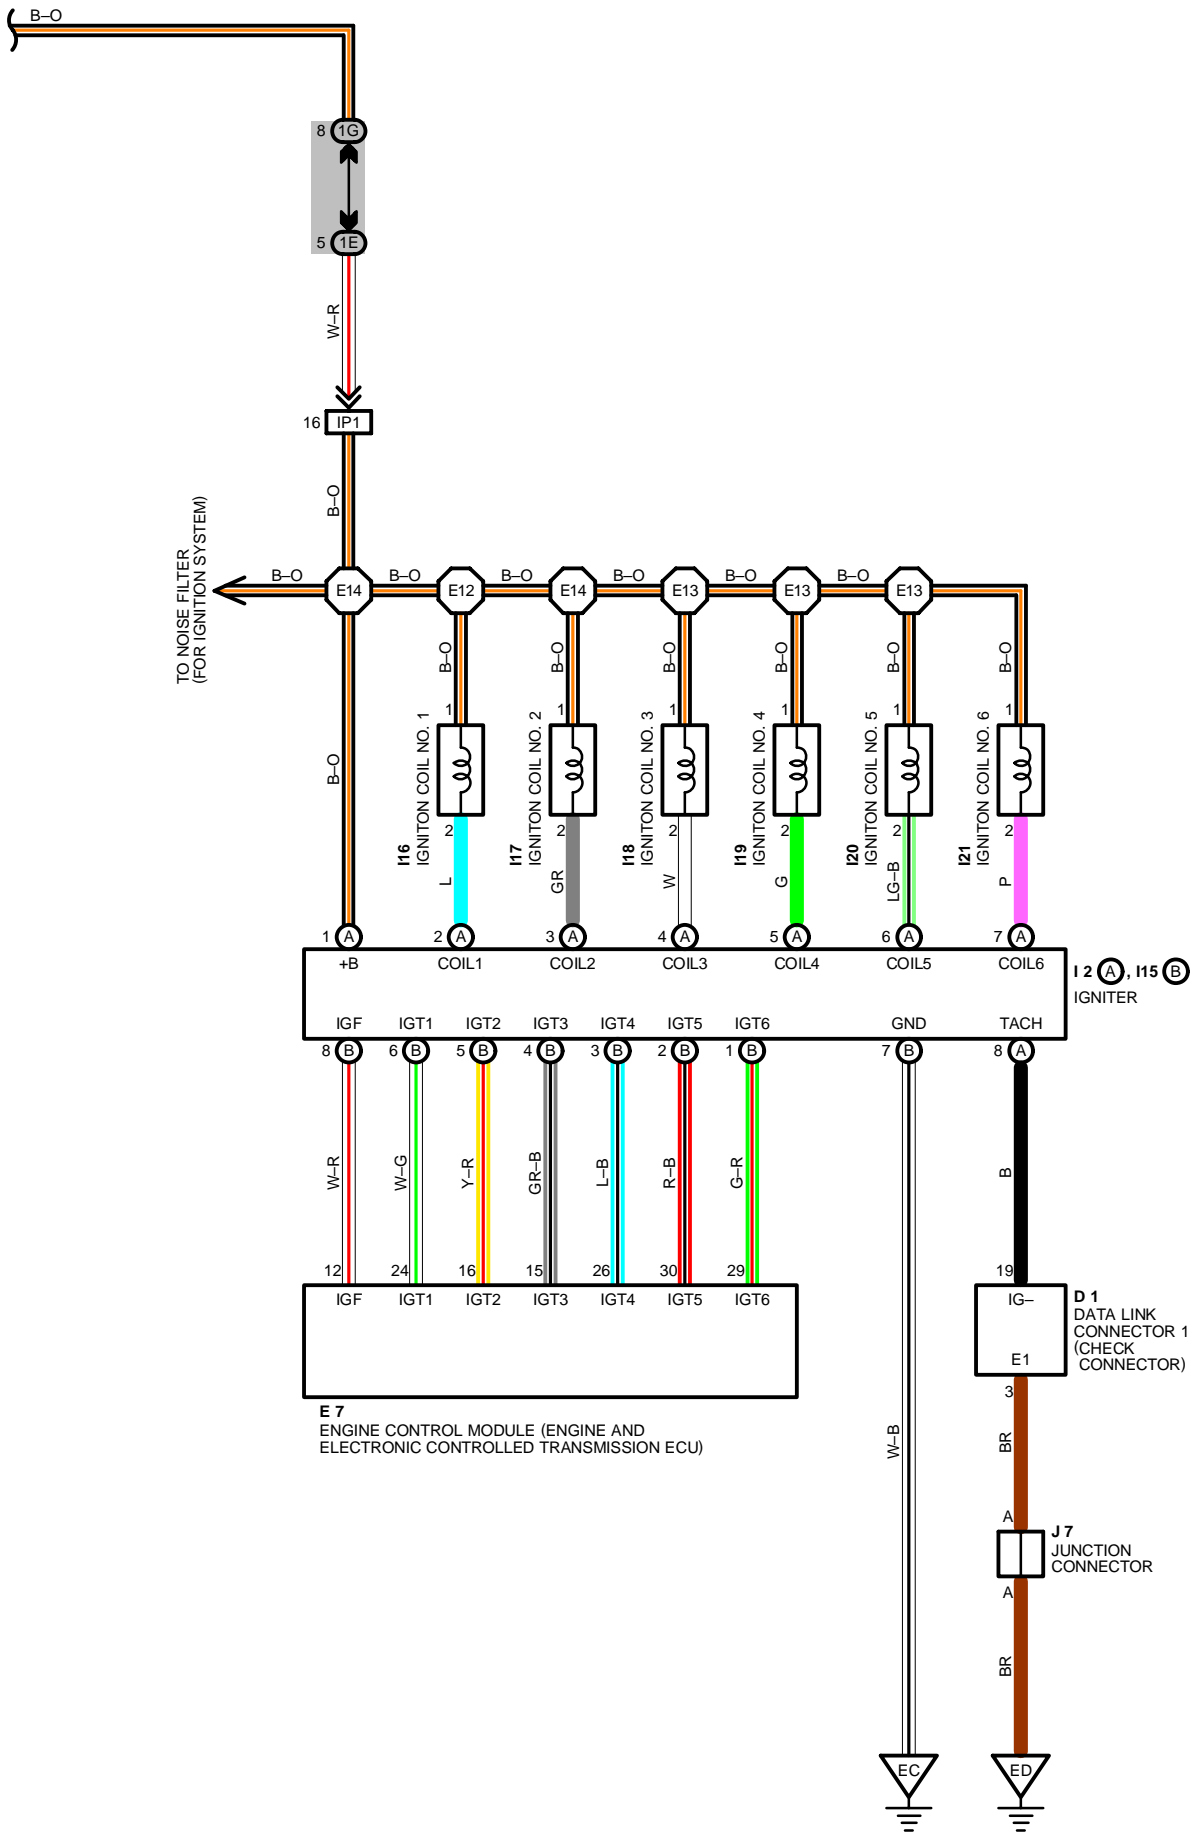 B–O
8 1G
5 1E
W–R
16 IP1
B–O
TO NOISE FILTER
(FOR IGNITION SYSTEM)
B–O B–O B–O B–O B–O B–O
E14 E12 E14 E13 E13 E13
B–O B–O B–O B–O B–O B–O B–O
1 1 1 1 1 1
I16
IGNITON COIL NO. 1
I17
IGNITON COIL NO. 2
I18
IGNITON COIL NO. 3
I19
IGNITON COIL NO. 4
I20
IGNITON COIL NO. 5
I21
IGNITON COIL NO. 6
2 2 2 2 2 2
L GR W G LG–B P
1 A 2 A 3 A 4 A 5 A 6 A 7 A
+B COIL1 COIL2 COIL3 COIL4 COIL5 COIL6
I 2 A , I15 B
IGNITER
IGF IGT1 IGT2 IGT3 IGT4 IGT5 IGT6 GND TACH
8 B 6 B 5 B 4 B 3 B 2 B 1 B 7 B 8 A
W–R W–G Y–R GR–B L–B R–B G–R B
12 24 16 15 26 30 29 19
IGF IGT1 IGT2 IGT3 IGT4 IGT5 IGT6 IG–
D 1
DATA LINK
CONNECTOR 1
(CHECK
CONNECTOR)
E1
3
E 7
ENGINE CONTROL MODULE (ENGINE AND
ELECTRONIC CONTROLLED TRANSMISSION ECU)
W–B BR
A
J 7
JUNCTION
CONNECTOR
A
BR
EC ED